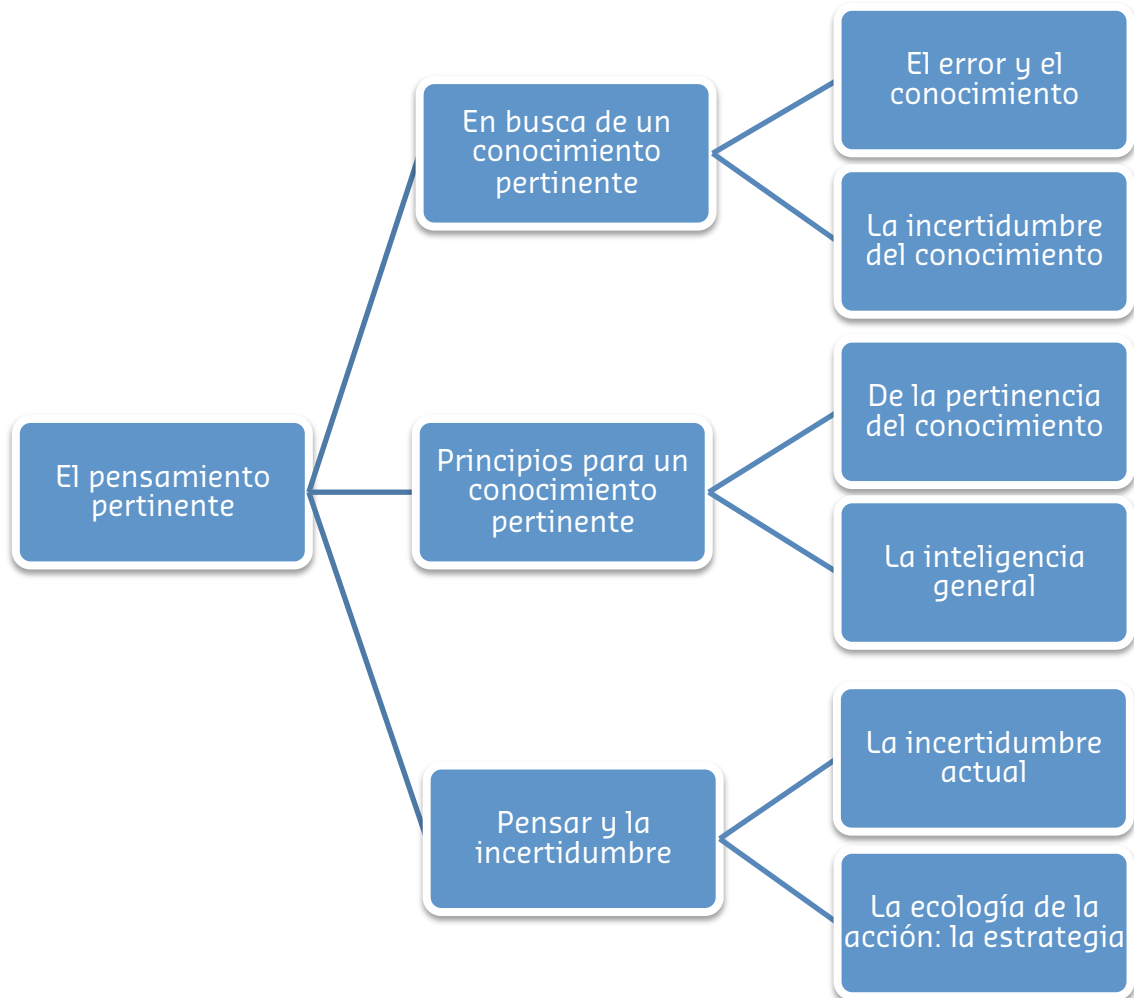 El pensamiento
pertinente
En busca de un
conocimiento
pertinente
El error y el
conocimiento
La incertidumbre
del conocimiento
Principios para un
conocimiento
pertinente
De la pertinencia
del conocimiento
La inteligencia
general
Pensar y la
incertidumbre
La incertidumbre
actual
La ecología de la
acción: la estrategia